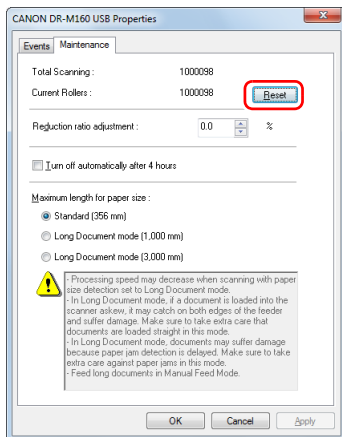 CANON DR-M160 USB Properties
Events Maintenance
Total Scanning : 1000098
Current Rollers : 1000098 Reset
Reduction ratio adjustment : 0.0 %
Turn off automatically after 4 hours
Maximum length for paper size :
Standard (356 mm)
Long Document mode (1,000 mm)
Long Document mode (3,000 mm)
- Processing speed may decrease when scanning with paper
size detection set to Long Document mode.
- In Long Document mode, if a document is loaded into the
scanner askew, it may catch on both edges of the feeder
and suffer damage. Make sure to take extra care that
documents are loaded straight in this mode.
- In Long Document mode, documents may suffer damage
because paper jam detection is delayed. Make sure to take
extra care against paper jams in this mode.
- Feed long documents in Manual Feed Mode.
OK Cancel Apply